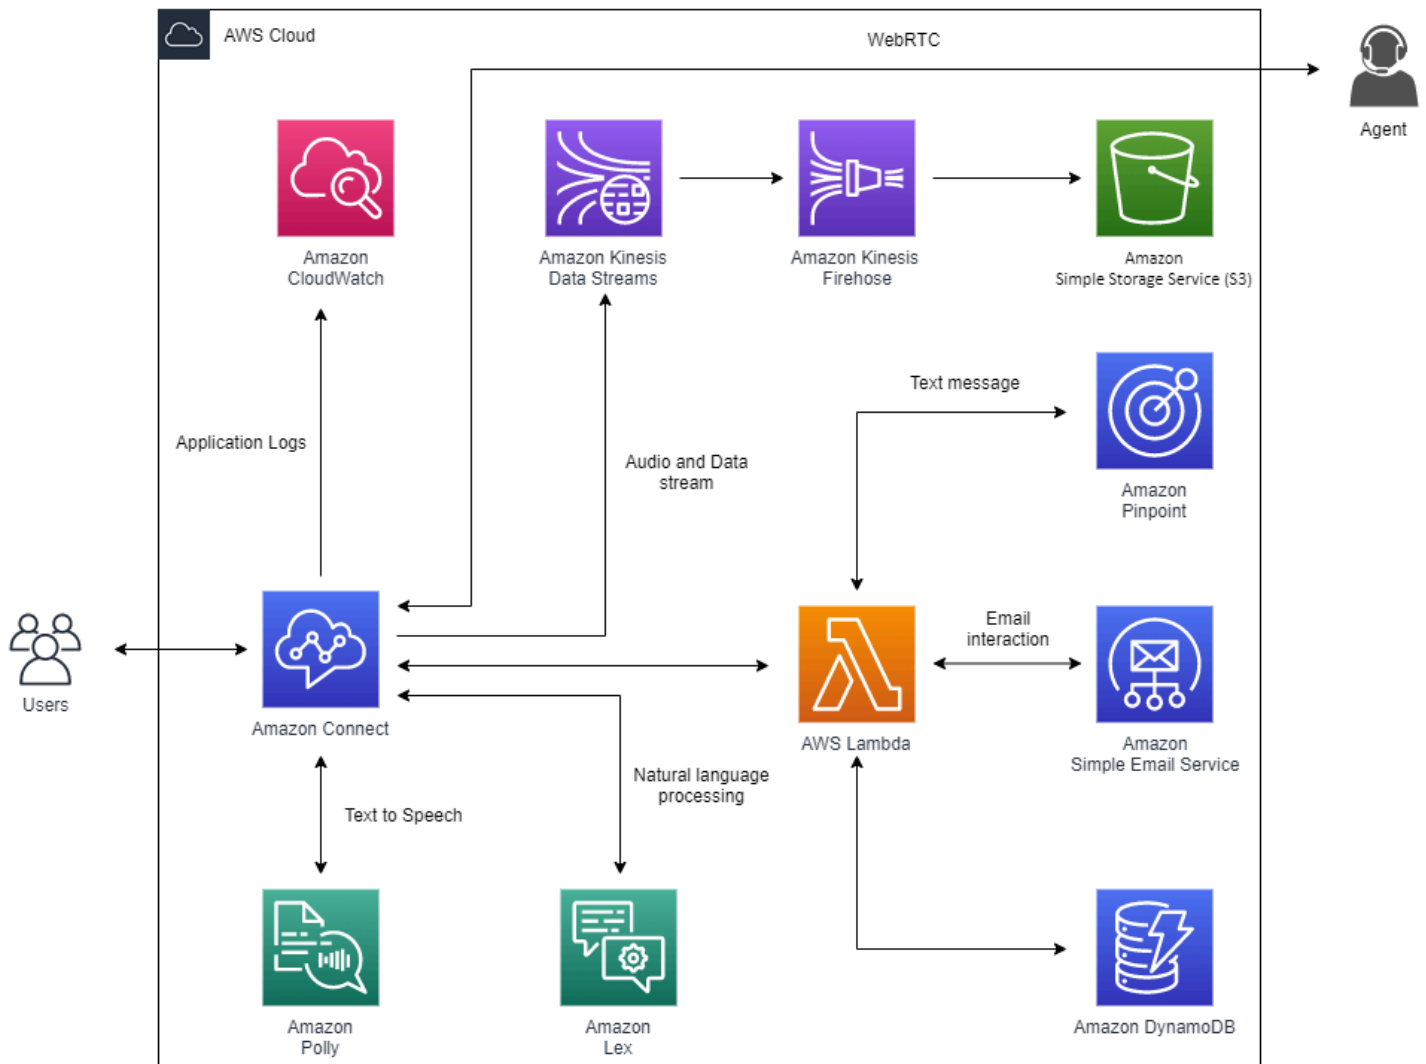 AWS Cloud
WebRTC
Agent
Amazon
CloudWatch
Amazon Kinesis
Data Streams
Amazon Kinesis
Firehose
Amazon
Simple Storage Service (S3)
Text message
Application Logs
Audio and Data
stream
Amazon
Pinpoint
Users
Amazon Connect
Email
interaction
AWS Lambda
Amazon
Simple Email Service
Natural language
processing
Text to Speech
Amazon
Polly
Amazon
Lex
Amazon DynamoDB